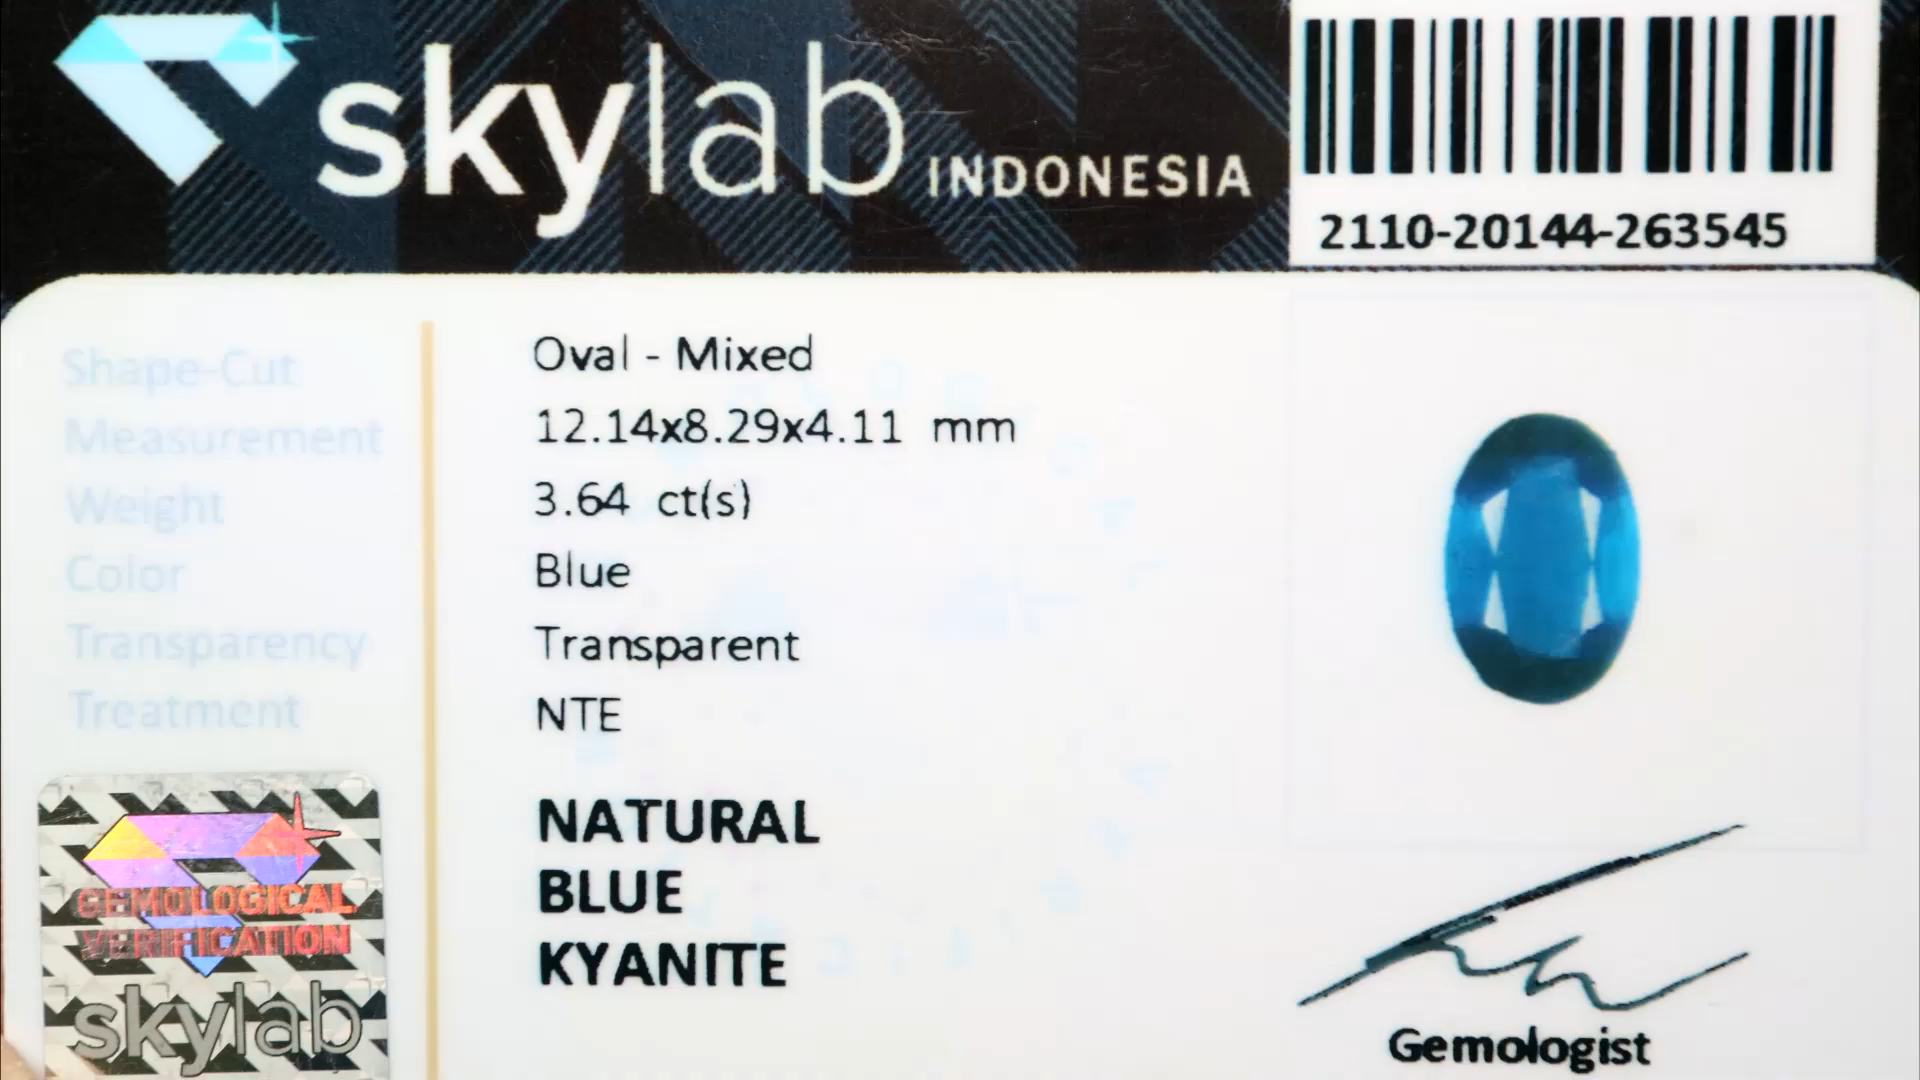 skylab INDONESIA
2110-20144-263545
Shape-Cut Oval - Mixed
Measurement 12.14x8.29x4.11 mm
Weight 3.64 ct(s)
Color Blue
Transparency Transparent
Treatment NTE
NATURAL
BLUE
KYANITE
GEMOLOGICAL
VERIFICATION
skylab
Gemologist